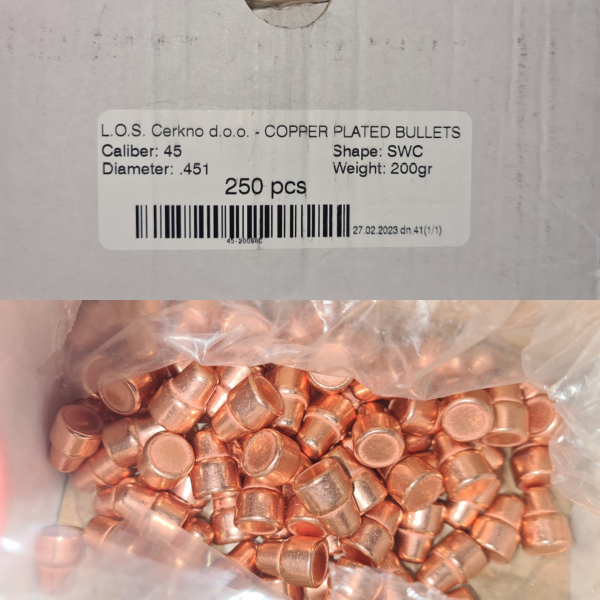 L.O.S. Cerkno d.o.o. - COPPER PLATED BULLETS
Caliber: 45 Shape: SWC
Diameter: .451 Weight: 200gr
250 pcs
27.02.2023 dn.41(1/1)